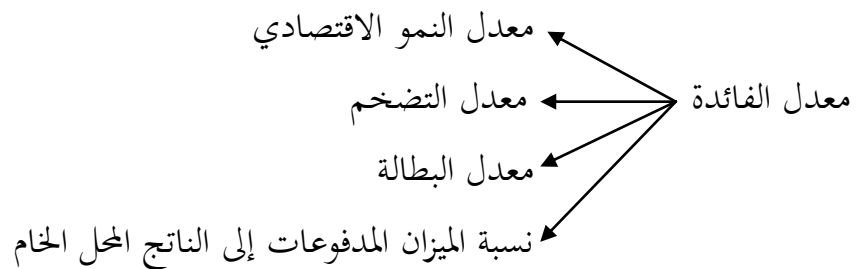 معدل النمو الاقتصادي
معدل الفائدة
معدل التضخم
معدل البطالة
نسبة الميزان المدفوعات إلى الناتج المحل الخام